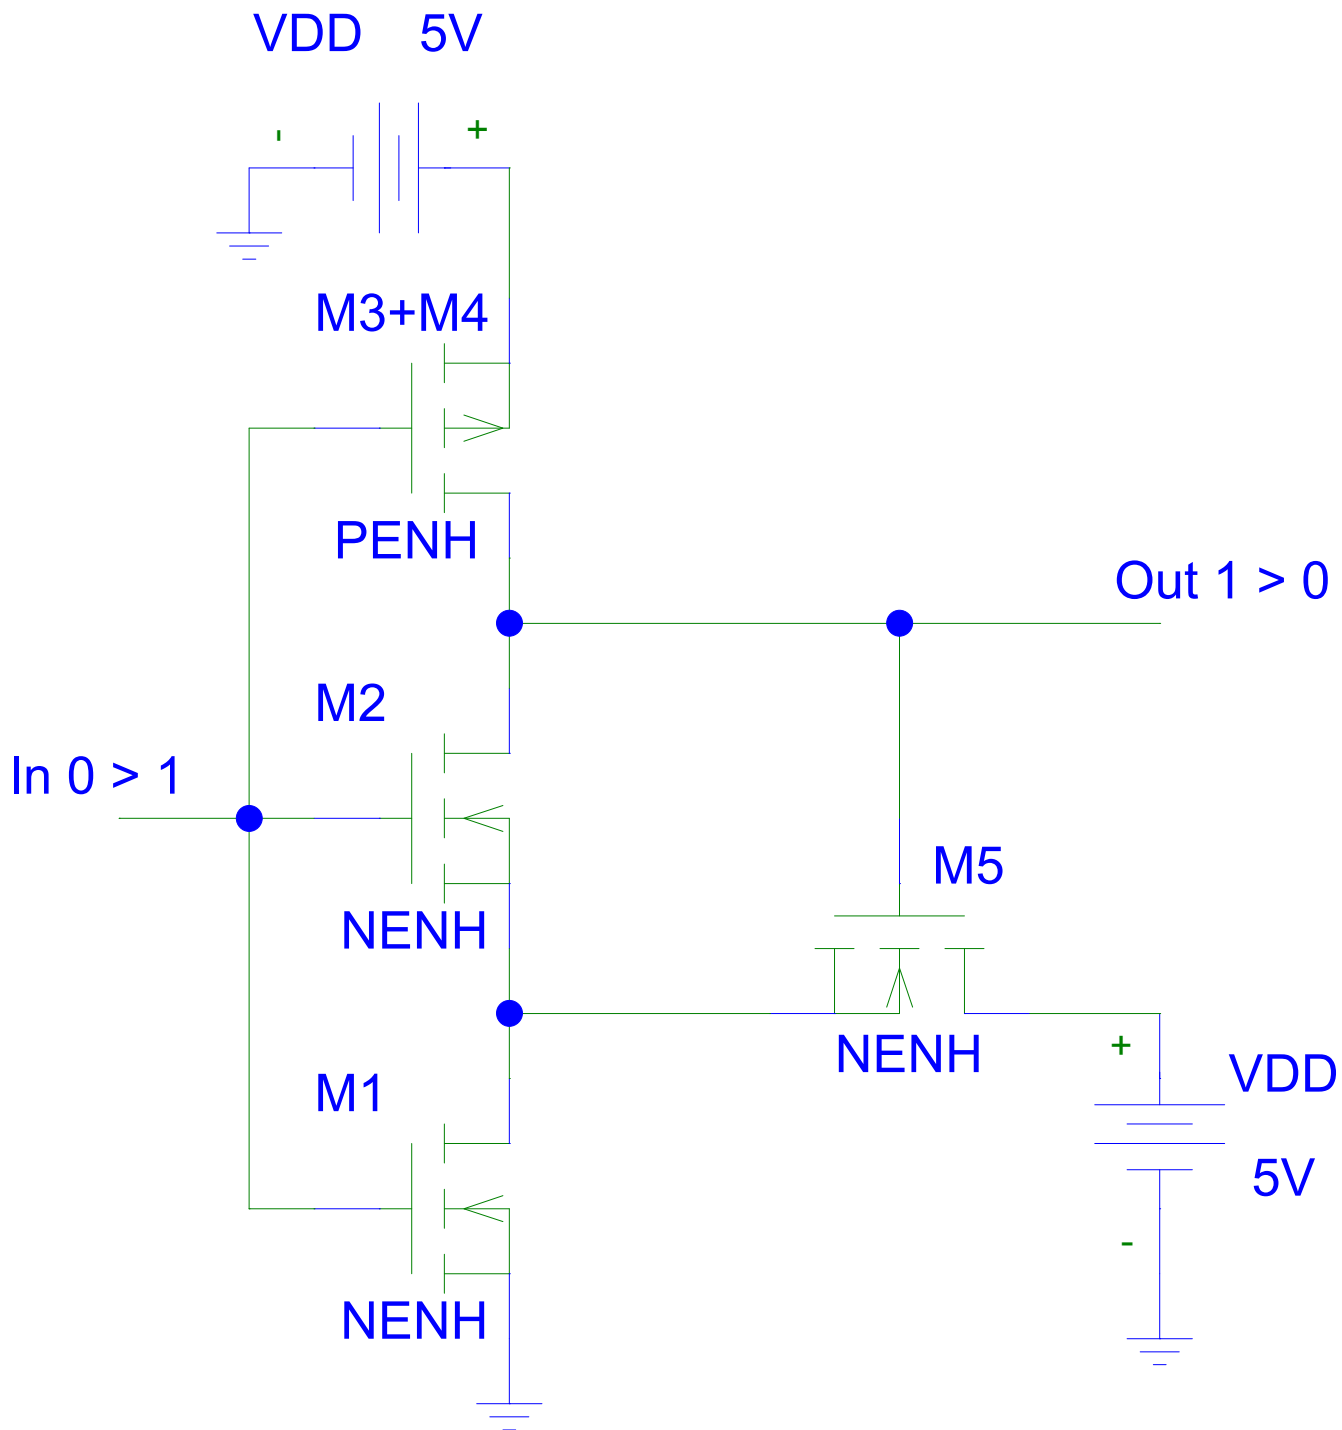 VDD 5V
- +
M3+M4
PENH
Out 1 > 0
M2
In 0 > 1
M5
NENH
+
NENH
VDD
M1
5V
-
NENH